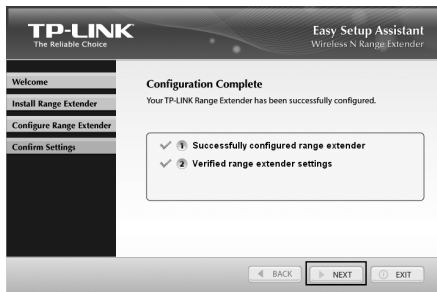 TP-LINK
The Reliable Choice
Easy Setup Assistant
Wireless N Range Extender
Welcome
Install Range Extender
Configure Range Extender
Confirm Settings
Configuration Complete
Your TP-LINK Range Extender has been successfully configured.
1 Successfully configured range extender
2 Verified range extender settings
BACK
NEXT
EXIT